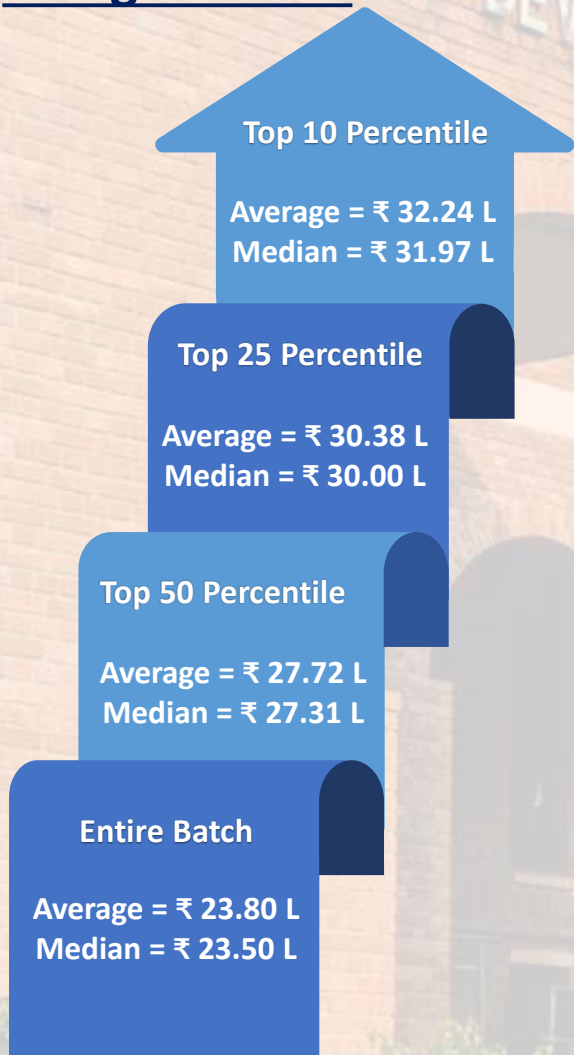 Top 10 Percentile
Average = ₹ 32.24 L
Median = ₹ 31.97 L
Top 25 Percentile
Average = ₹ 30.38 L
Median = ₹ 30.00 L
Top 50 Percentile
Average = ₹ 27.72 L
Median = ₹ 27.31 L
Entire Batch
Average = ₹ 23.80 L
Median = ₹ 23.50 L